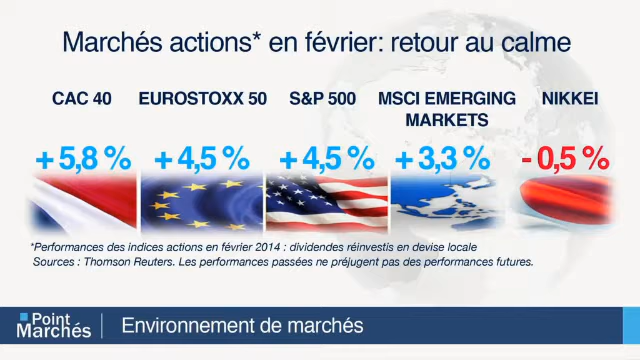 Marchés actions* en février: retour au calme
CAC 40
EUROSTOXX 50
S&P 500
MSCI EMERGING
MARKETS
NIKKEI
+ 5,8 %
+ 4,5 %
+ 4,5 %
+ 3,3 %
- 0,5 %
*Performances des indices actions en février 2014 : dividendes réinvestis en devise locale
Sources : Thomson Reuters. Les performances passées ne préjugent pas des performances futures.
Point
Marchés
Environnement de marchés